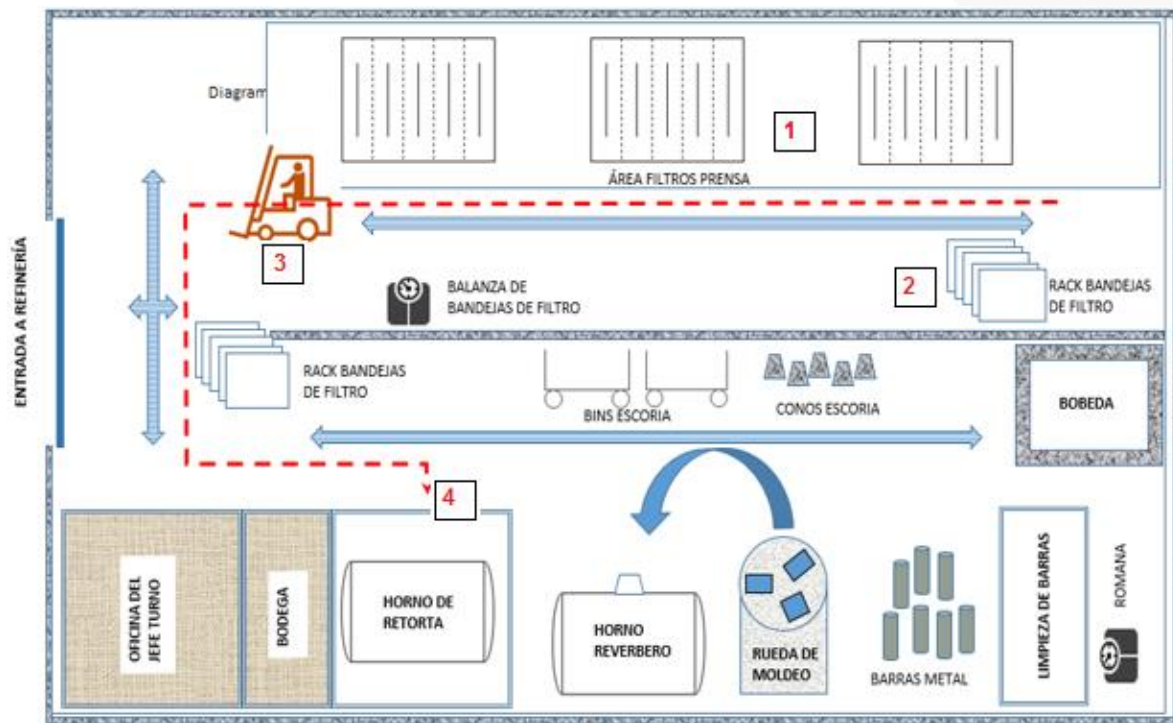 Diagram
1
ÁREA FILTROS PRENSA
ENTRADA A REFINERÍA
3
BALANZA DE
BANDEJAS DE FILTRO
2
RACK BANDEJAS
DE FILTRO
RACK BANDEJAS
DE FILTRO
BINS ESCORIA
CONOS ESCORIA
BOBEDA
4
OFICINA DEL
JEFE TURNO
BODEGA
HORNO DE
RETORTA
HORNO
REVERBERO
RUEDA DE
MOLDEO
BARRAS METAL
LIMPIEZA DE BARRAS
ROMANA